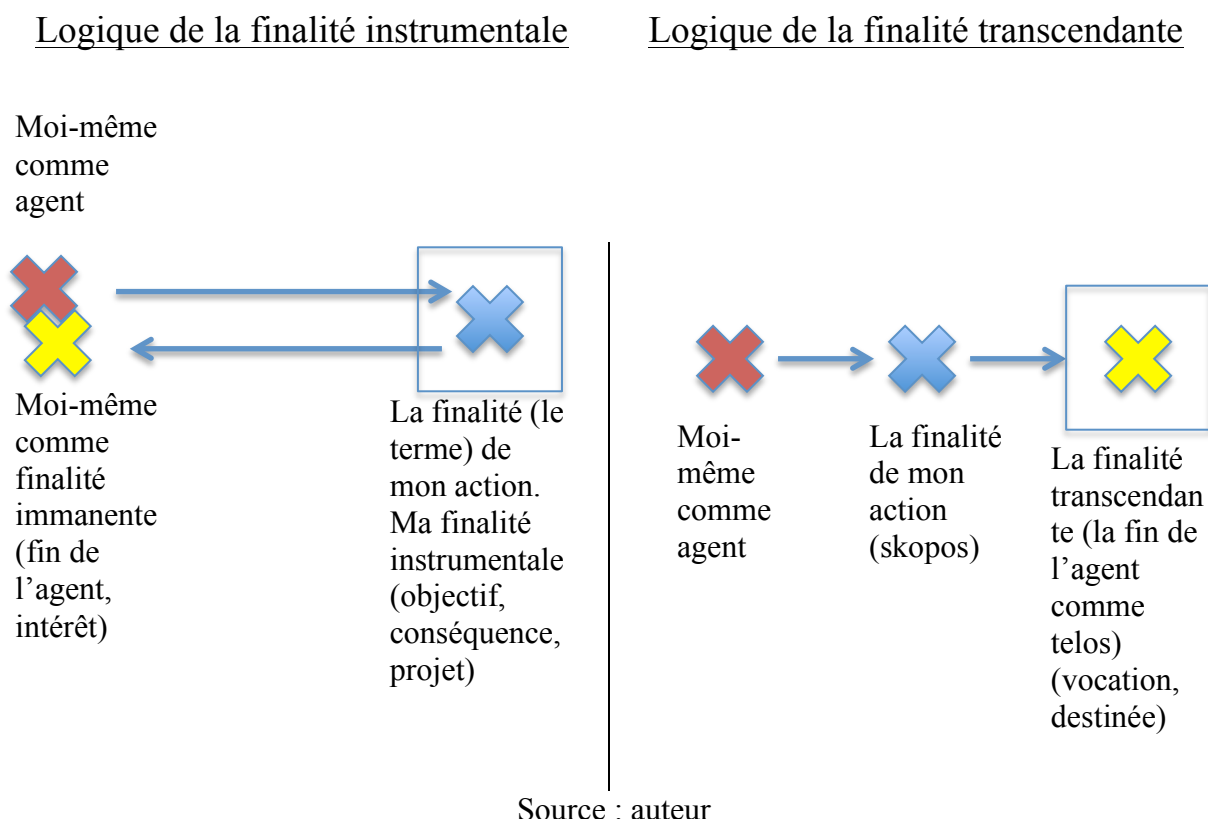 Logique de la finalité instrumentale
Moi-même
comme
agent
Moi-même
comme
finalité
immanente
(fin de
l’agent,
intérêt)
La finalité (le
terme) de
mon action.
Ma finalité
instrumentale
(objectif,
conséquence,
projet)
Logique de la finalité transcendante
Moi-
même
comme
agent
La finalité
de mon
action
(skopos)
La finalité
transcendan
te (la fin de
l’agent
comme
telos)
(vocation,
destinée)
Source : auteur